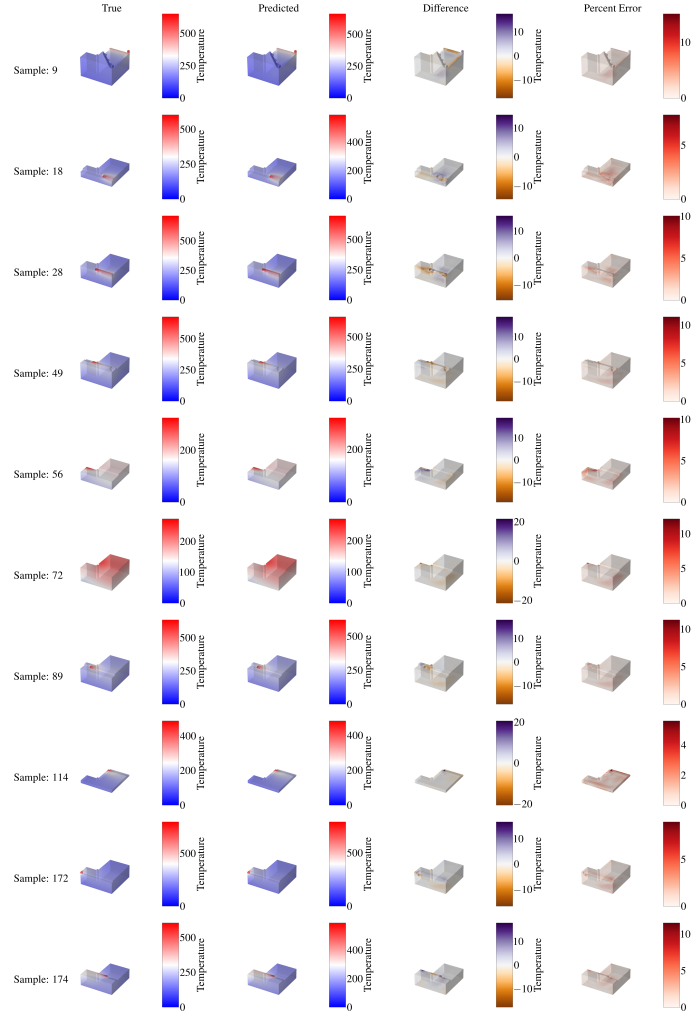 True Predicted Difference Percent Error
Sample: 9 0 250 500 Temperature 0 250 500 Temperature −10 0 10 Temperature 0 5 10
Sample: 18 0 250 500 Temperature 0 200 400 Temperature −10 0 10 Temperature 0 5
Sample: 28 0 250 500 Temperature 0 250 500 Temperature −10 0 10 Temperature 0 5 10
Sample: 49 0 250 500 Temperature 0 250 500 Temperature −10 0 10 Temperature 0 5 10
Sample: 56 0 200 Temperature 0 200 Temperature −10 0 10 Temperature 0 5 10
Sample: 72 0 100 200 Temperature 0 100 200 Temperature −20 0 20 Temperature 0 5 10
Sample: 89 0 250 500 Temperature 0 250 500 Temperature −10 0 10 Temperature 0 5 10
Sample: 114 0 200 400 Temperature 0 200 400 Temperature −20 0 20 Temperature 0 2 4
Sample: 172 0 500 Temperature 0 500 Temperature −10 0 10 Temperature 0 5
Sample: 174 0 250 500 Temperature 0 250 500 Temperature −10 0 10 Temperature 0 5 10